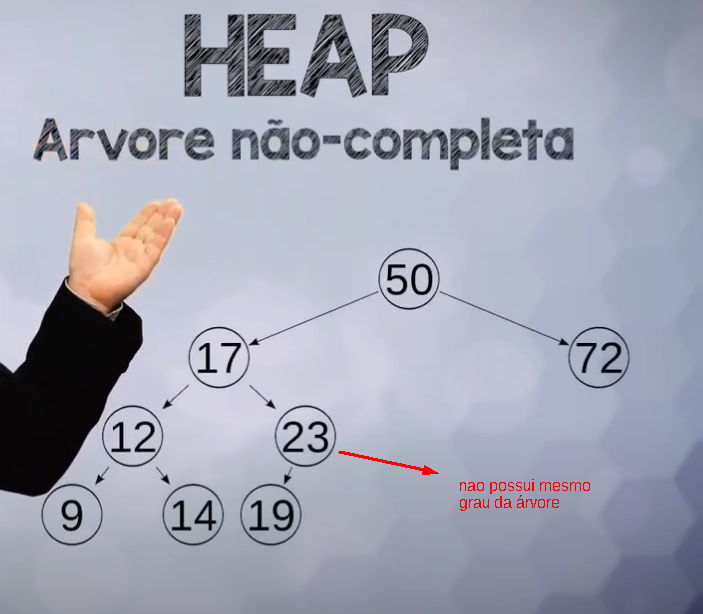 HEAP
Arvore não-completa
50
17
72
12
23
9
14
19
nao possui mesmo
grau da árvore